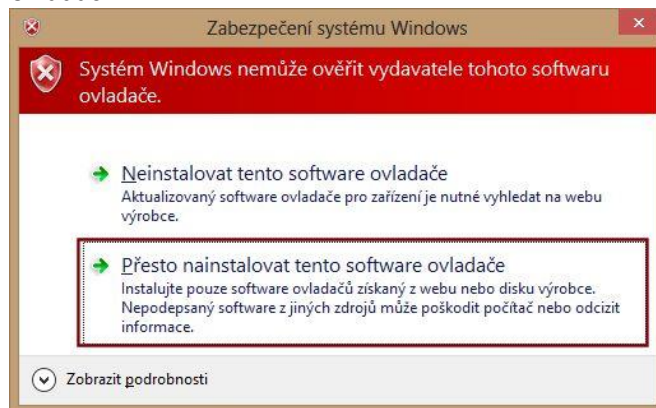 Zabezpečení systému Windows
Systém Windows nemůže ověřit vydavatele tohoto softwaru
ovladače.
Neinstalovat tento software ovladače
Aktualizovaný software ovladače pro zařízení je nutné vyhledat na webu
výrobce.
Přesto nainstalovat tento software ovladače
Instalujte pouze software ovladačů získaný z webu nebo disku výrobce.
Nepodepsaný software z jiných zdrojů může poškodit počítač nebo odcizit
informace.
Zobrazit podrobnosti